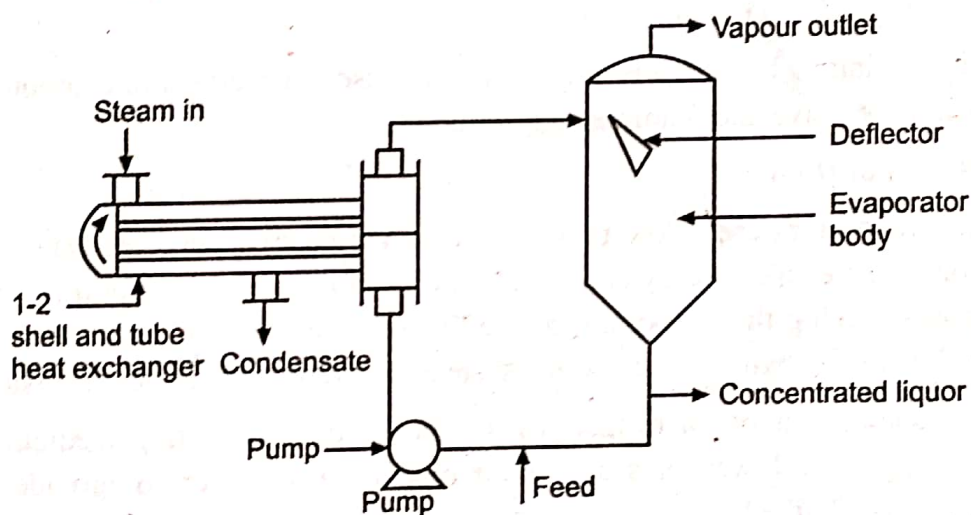 Vapour outlet
Steam in
Deflector
Evaporator
body
1-2
shell and tube
heat exchanger
Condensate
Concentrated liquor
Pump
Feed
Pump